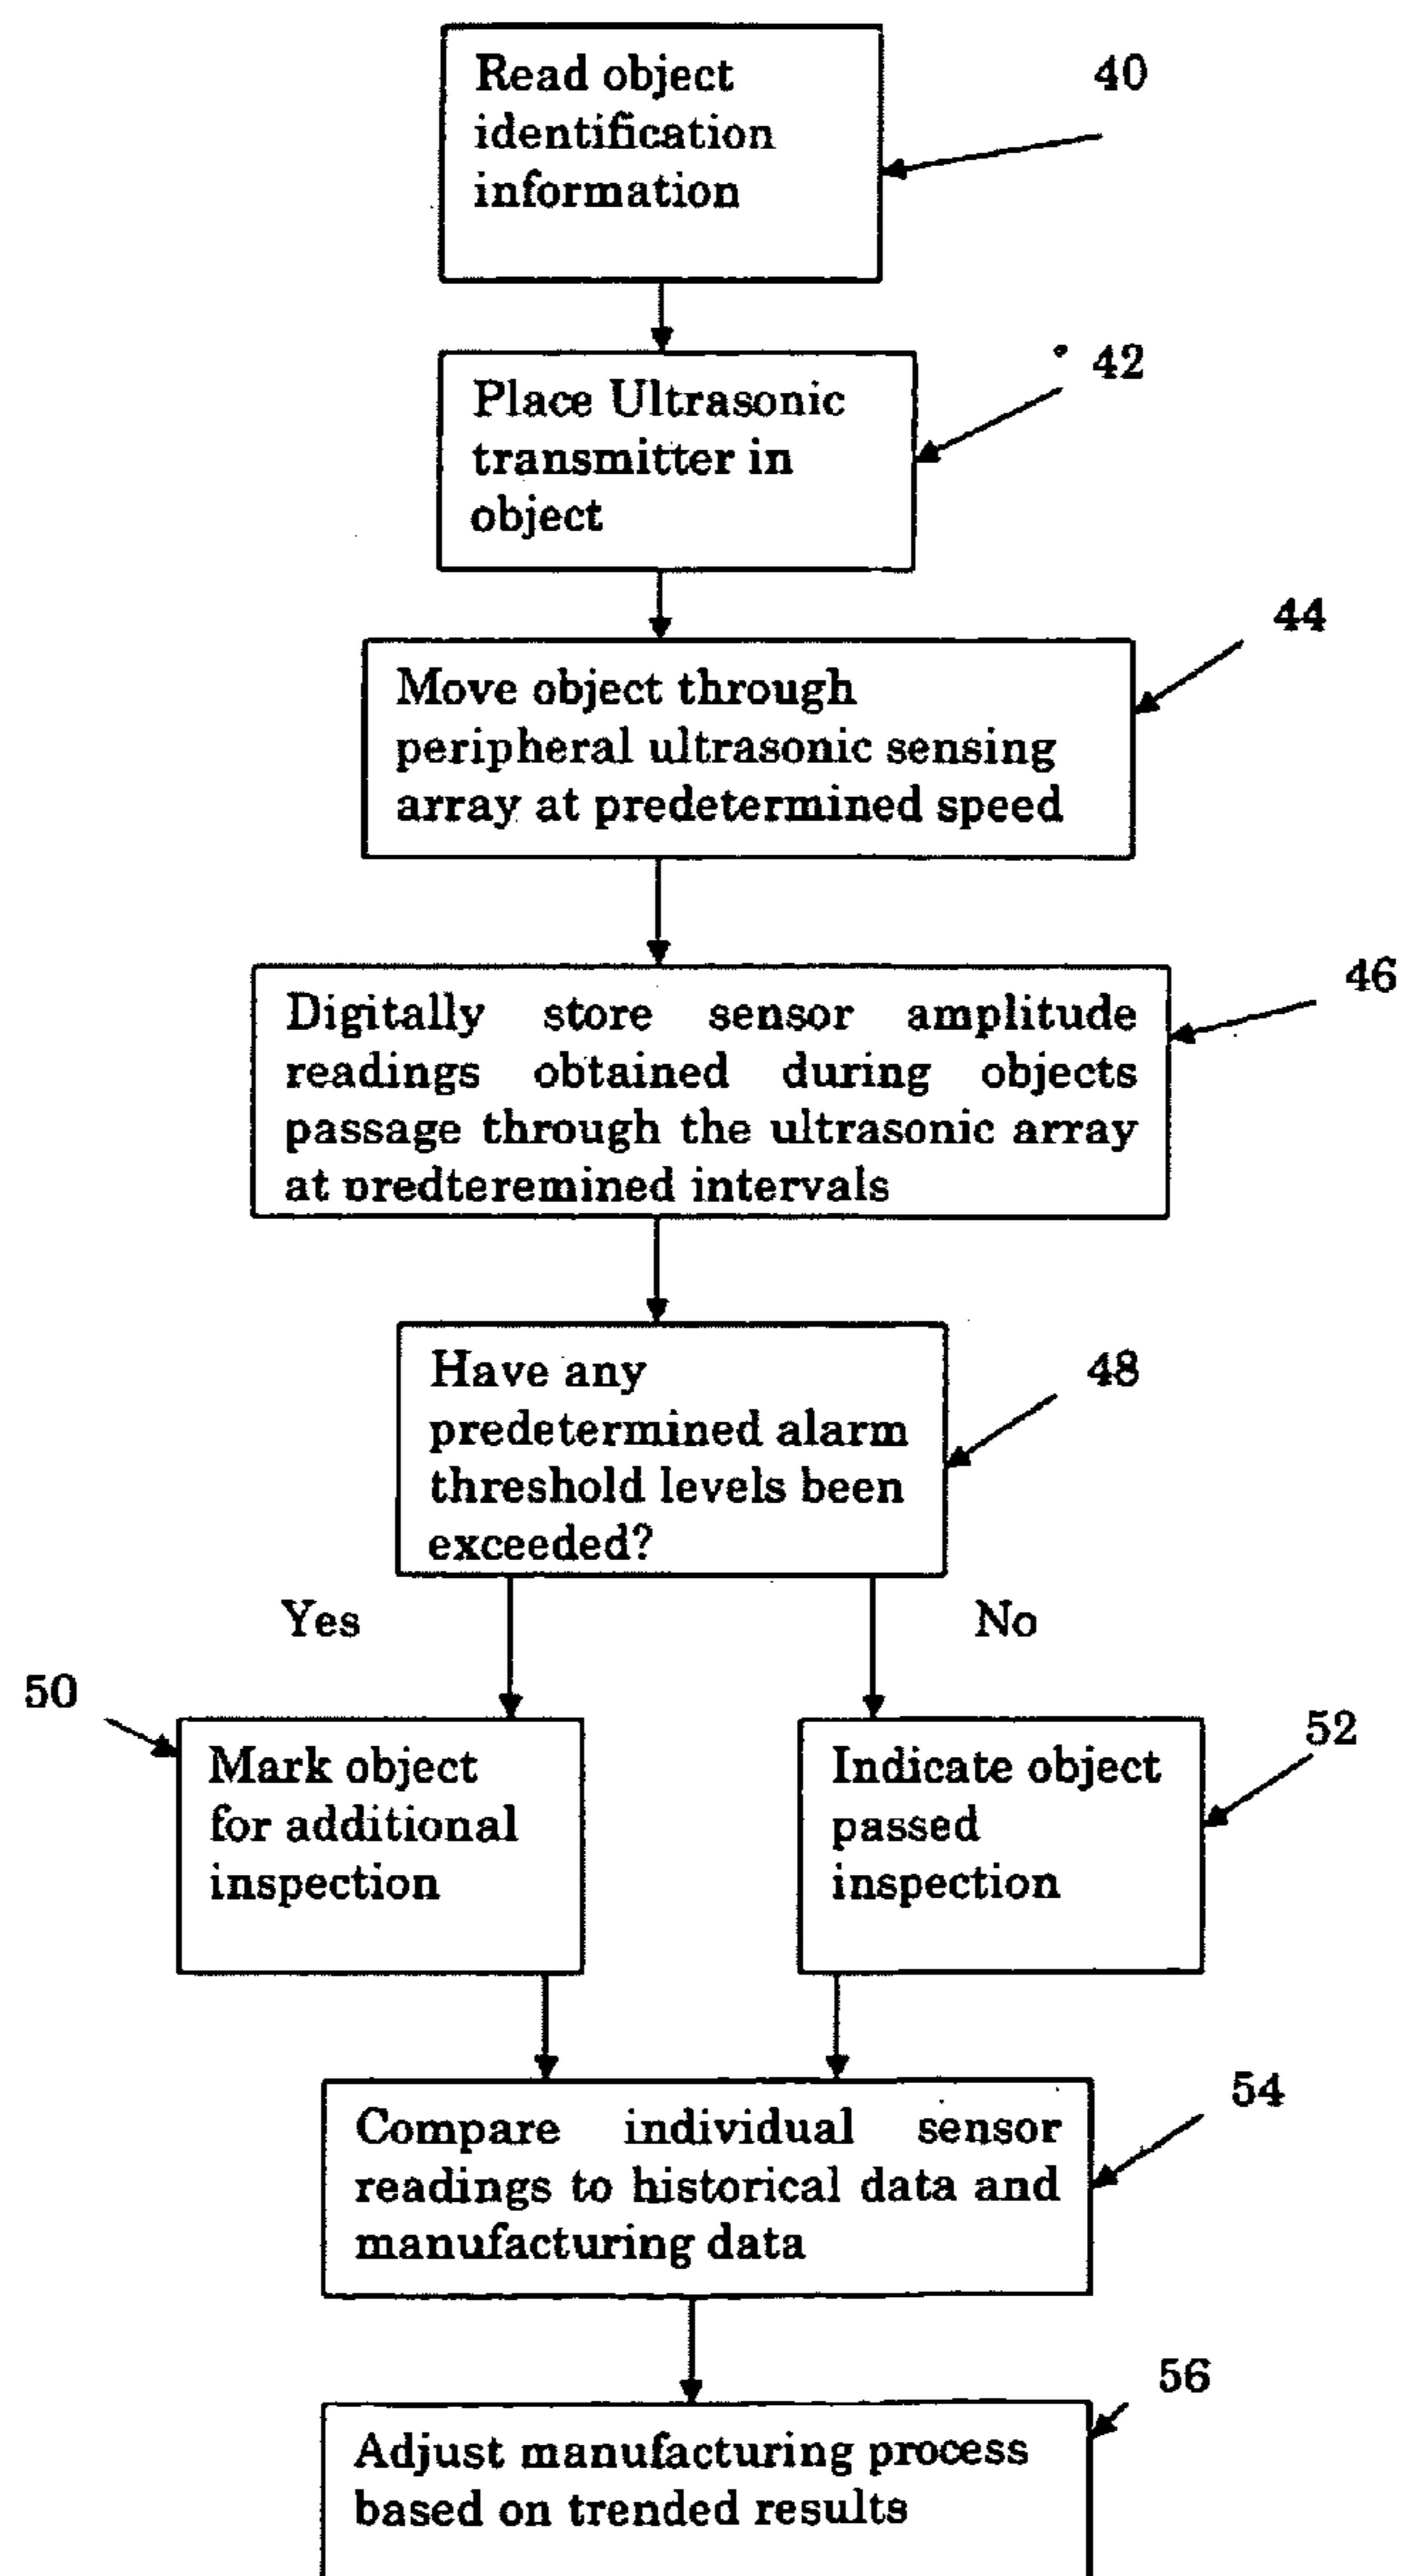 Read object
identification
information
40
Place Ultrasonic
transmitter in
object
42
Move object through
peripheral ultrasonic sensing
array at predetermined speed
44
Digitally store sensor amplitude
readings obtained during objects
passage through the ultrasonic array
at predteremined intervals
46
Have any
predetermined alarm
threshold levels been
exceeded?
48
Yes
No
50
Mark object
for additional
inspection
Indicate object
passed
inspection
52
Compare individual sensor
readings to historical data and
manufacturing data
54
Adjust manufacturing process
based on trended results
56